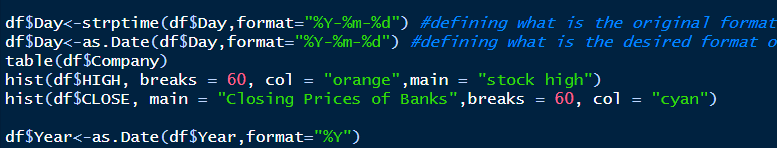 df$Day<-strptime(df$Day,format="%Y-%m-%d") #defining what is the original format
df$Day<-as.Date(df$Day,format="%Y-%m-%d") #defining what is the desired format o
table(df$Company)
hist(df$HIGH, breaks = 60, col = "orange",main = "stock high")
hist(df$CLOSE, main = "Closing Prices of Banks",breaks = 60, col = "cyan")
df$Year<-as.Date(df$Year,format="%Y")